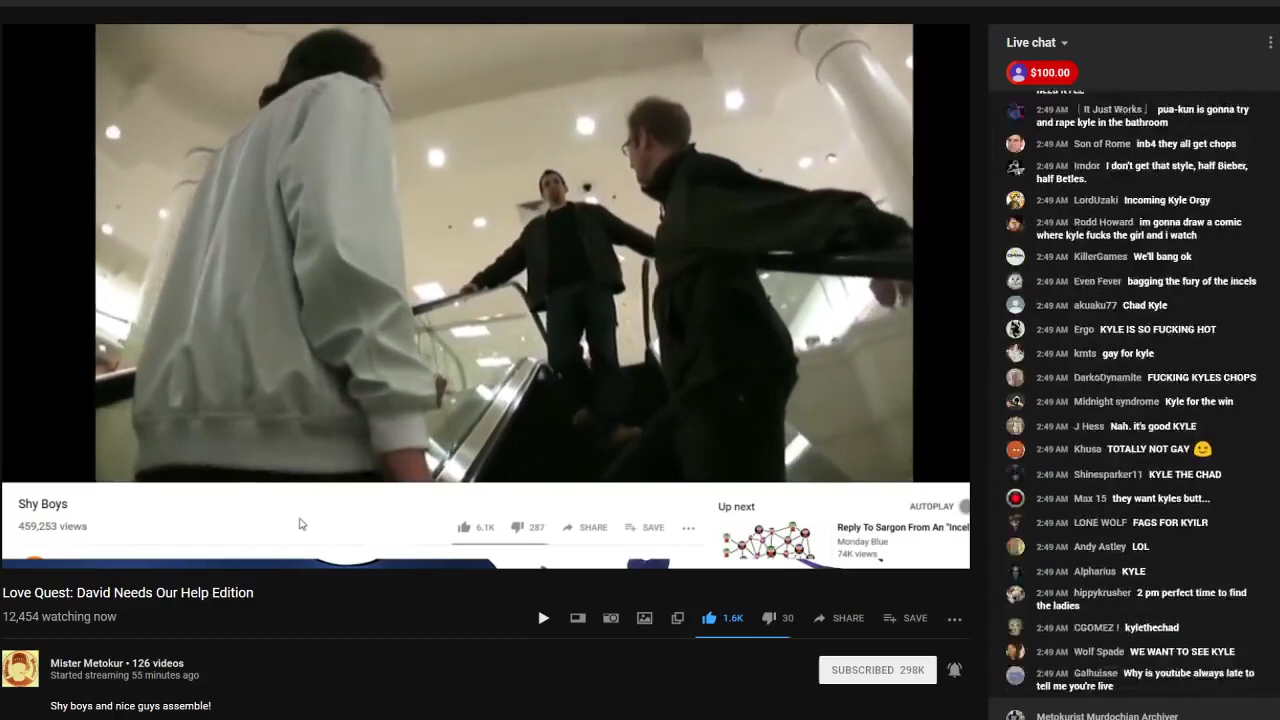 Live chat
$100.00
2:49 AM [ It Just Works ] pua-kun is gonna try
and rape kyle in the bathroom
2:49 AM Son of Rome inb4 they all get chops
2:49 AM Imdor I don't get that style, half Bieber,
half Betles.
2:49 AM LordUzaki Incoming Kyle Orgy
2:49 AM Rodd Howard im gonna draw a comic
where kyle fucks the girl and i watch
2:49 AM KillerGames We'll bang ok
2:49 AM Even Fever bagging the fury of the incels
2:49 AM akuaku77 Chad Kyle
2:49 AM Ergo KYLE IS SO FUCKING HOT
2:49 AM krnts gay for kyle
2:49 AM DarkoDynamite FUCKING KYLES CHOPS
2:49 AM Midnight syndrome Kyle for the win
2:49 AM J Hess Nah. it's good KYLE
2:49 AM Khusa TOTALLY NOT GAY
2:49 AM Shinesparker11 KYLE THE CHAD
2:49 AM Max 15 they want kyles butt...
2:49 AM LONE WOLF FAGS FOR KYILR
2:49 AM Andy Astley LOL
2:49 AM Alpharius KYLE
2:49 AM hippykrusher 2 pm perfect time to find
the ladies
2:49 AM CGOMEZ ! kylethechad
2:49 AM Wolf Spade WE WANT TO SEE KYLE
2:49 AM Galhuisse Why is youtube always late to
tell me you're live
Metokurist Murdochian Archiver
Shy Boys
459,253 views
6.1K 287 SHARE SAVE
Up next AUTOPLAY
Reply To Sargon From An "Incel
Monday Blue
74K views
Love Quest: David Needs Our Help Edition
12,454 watching now
1.6K 30 SHARE SAVE
Mister Metokur • 126 videos
Started streaming 55 minutes ago
SUBSCRIBED 298K
Shy boys and nice guys assemble!